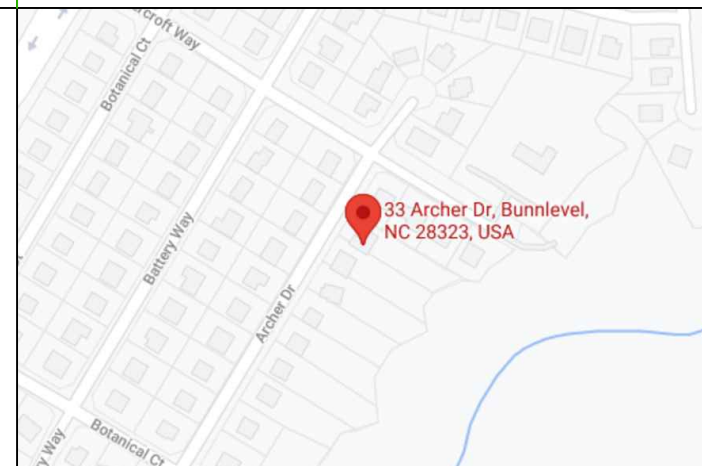 croft Way
Botanical Ct
33 Archer Dr, Bunnlevel,
NC 28323, USA
Battery Way
Archer Dr
Botanical Ct
y Way